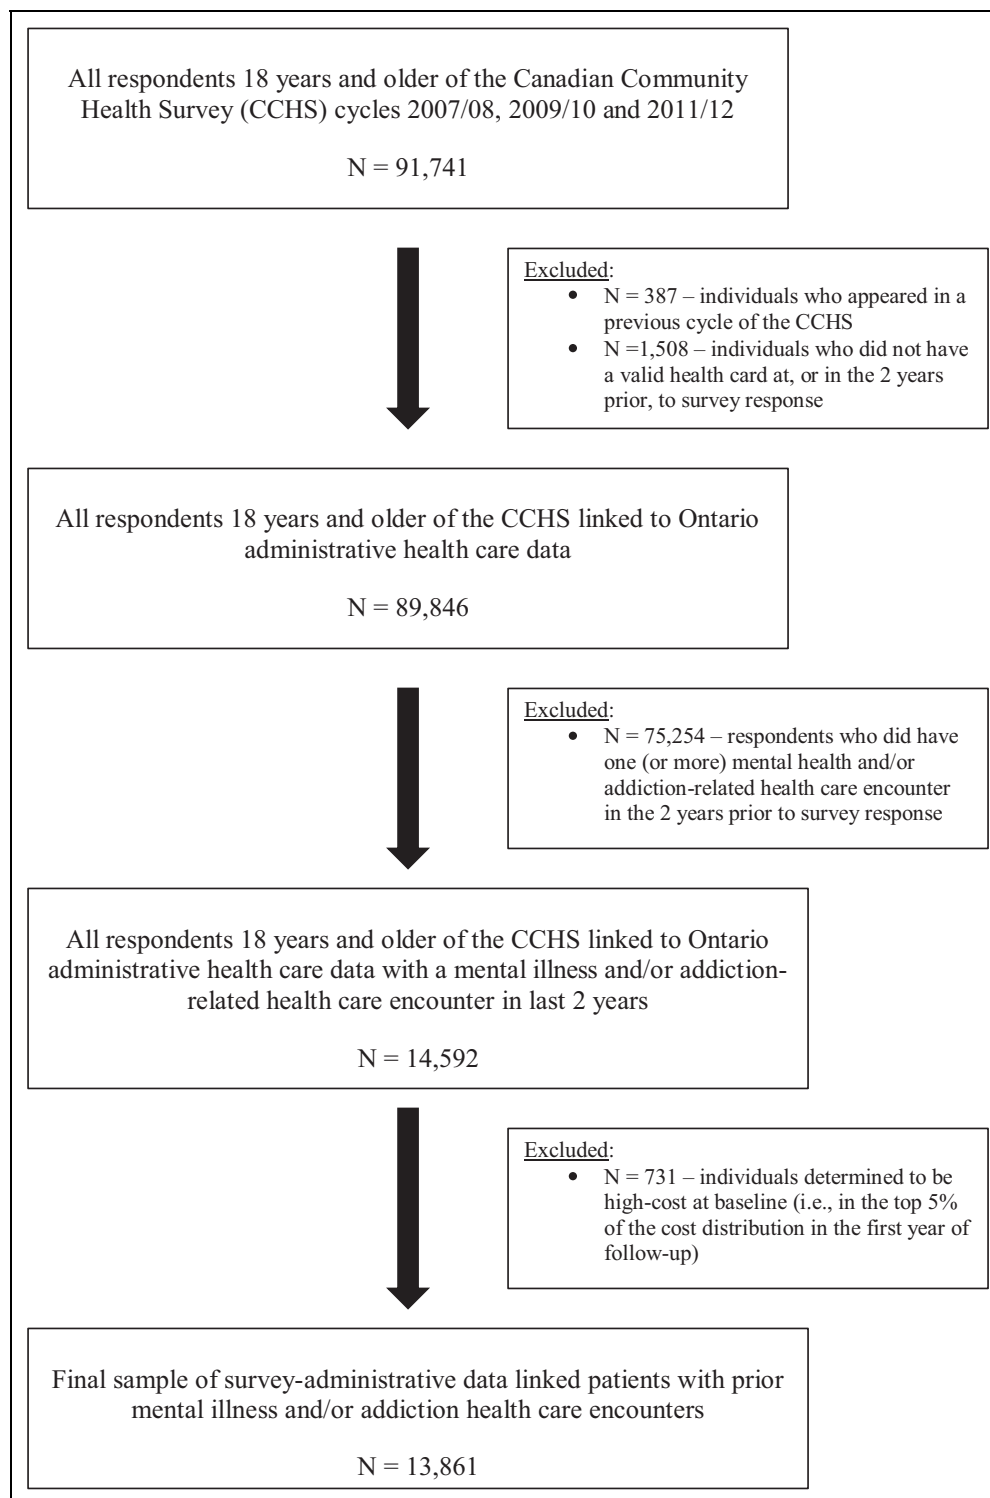 All respondents 18 years and older of the Canadian Community
Health Survey (CCHS) cycles 2007/08, 2009/10 and 2011/12
N = 91,741
Excluded:
• N = 387 – individuals who appeared in a
previous cycle of the CCHS
• N =1,508 – individuals who did not have
a valid health card at, or in the 2 years
prior, to survey response
All respondents 18 years and older of the CCHS linked to Ontario
administrative health care data
N = 89,846
Excluded:
• N = 75,254 – respondents who did have
one (or more) mental health and/or
addiction-related health care encounter
in the 2 years prior to survey response
All respondents 18 years and older of the CCHS linked to Ontario
administrative health care data with a mental illness and/or addiction-
related health care encounter in last 2 years
N = 14,592
Excluded:
• N = 731 – individuals determined to be
high-cost at baseline (i.e., in the top 5%
of the cost distribution in the first year of
follow-up)
Final sample of survey-administrative data linked patients with prior
mental illness and/or addiction health care encounters
N = 13,861